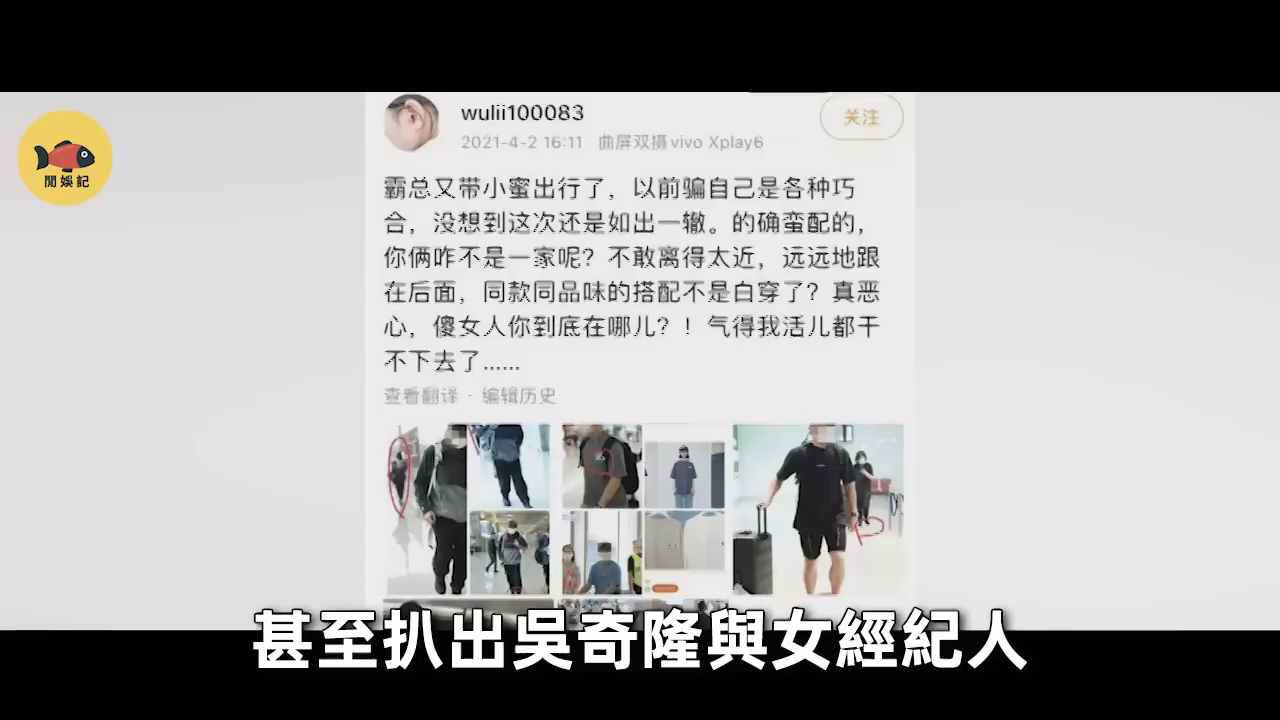 閒娛記
wulii100083
关注
2021-4-2 16:11 曲屏双摄vivo Xplay6
霸总又带小蜜出行了，以前骗自己是各种巧
合，没想到这次还是如出一辙。的确蛮配的，
你俩咋不是一家呢？不敢离得太近，远远地跟
在后面，同款同品味的搭配不是白穿了？真恶
心，傻女人你到底在哪儿？！气得我活儿都干
不下去了……
查看翻译 · 编辑历史
甚至扒出吳奇隆與女經紀人